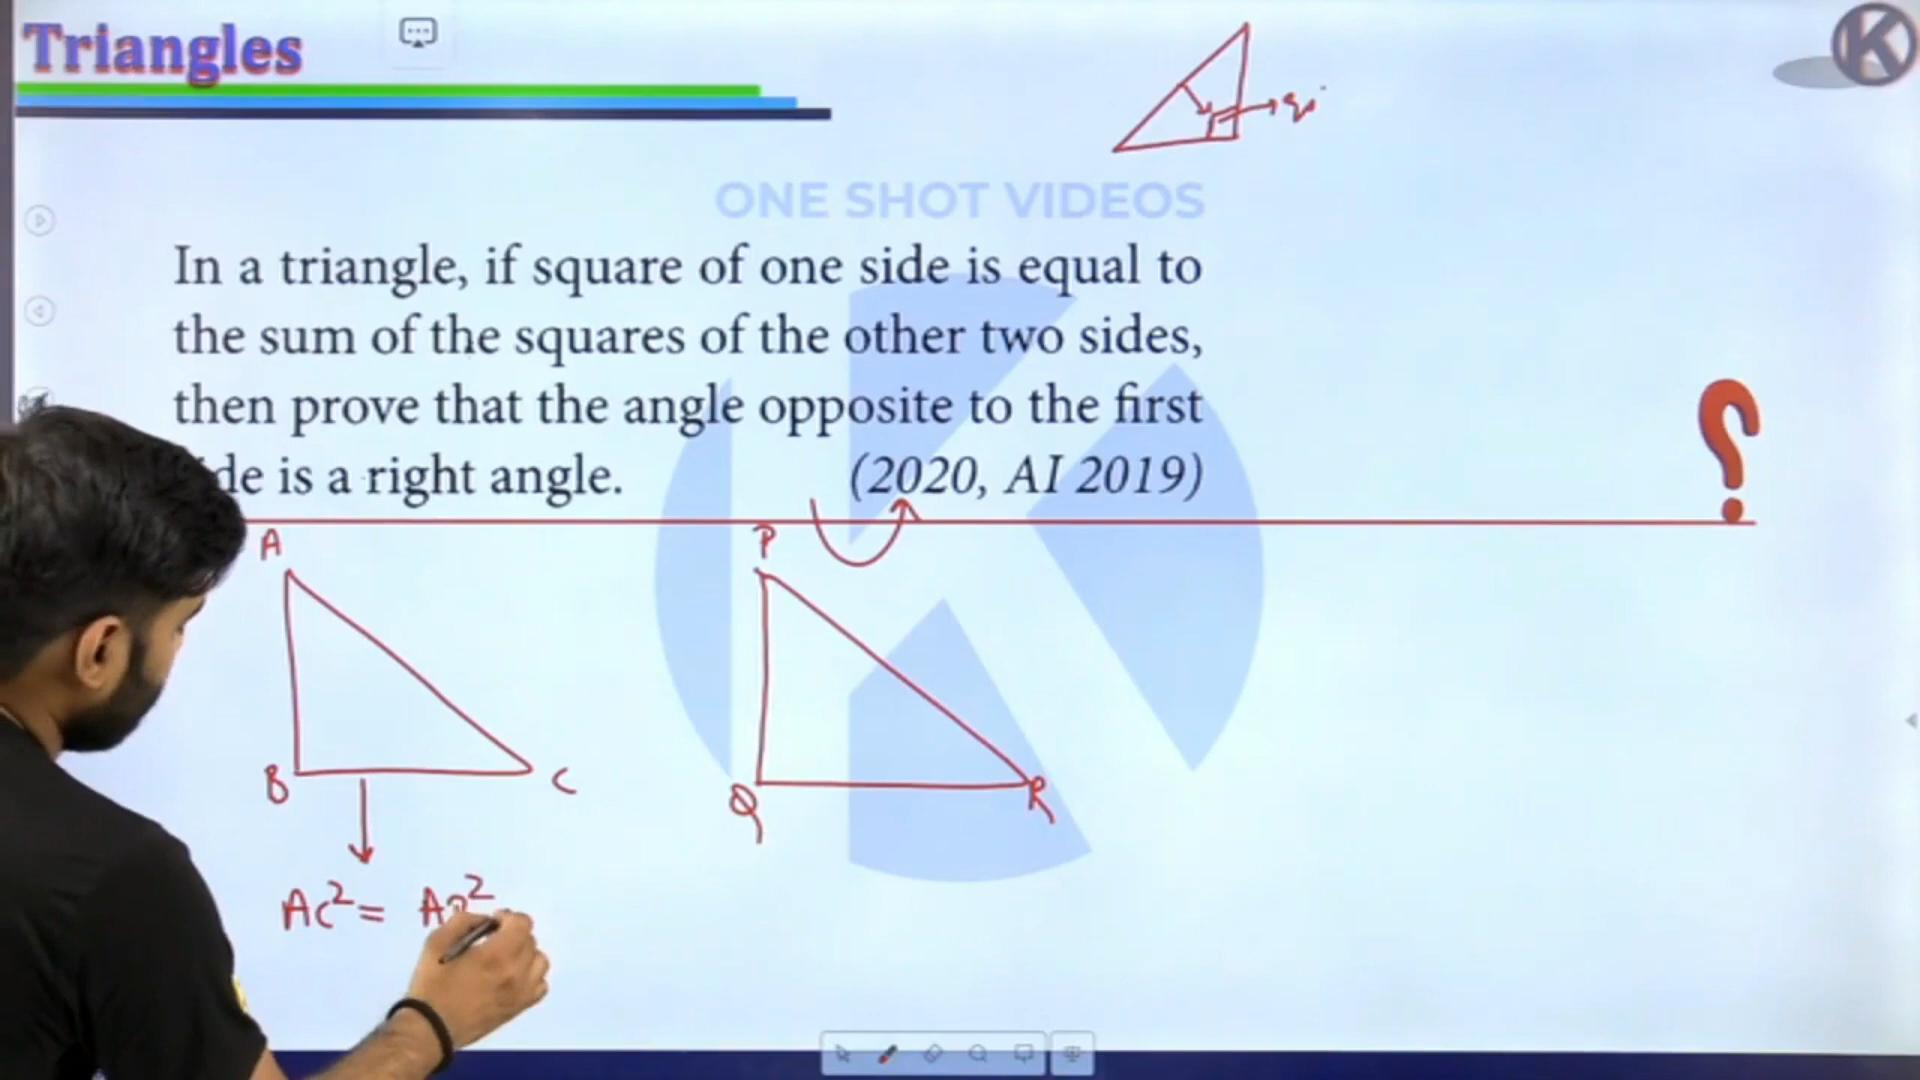 Triangles
ONE SHOT VIDEOS
In a triangle, if square of one side is equal to
the sum of the squares of the other two sides,
then prove that the angle opposite to the first
de is a right angle. (2020, AI 2019)
A
P
B
C
Q
R
AC² =
K